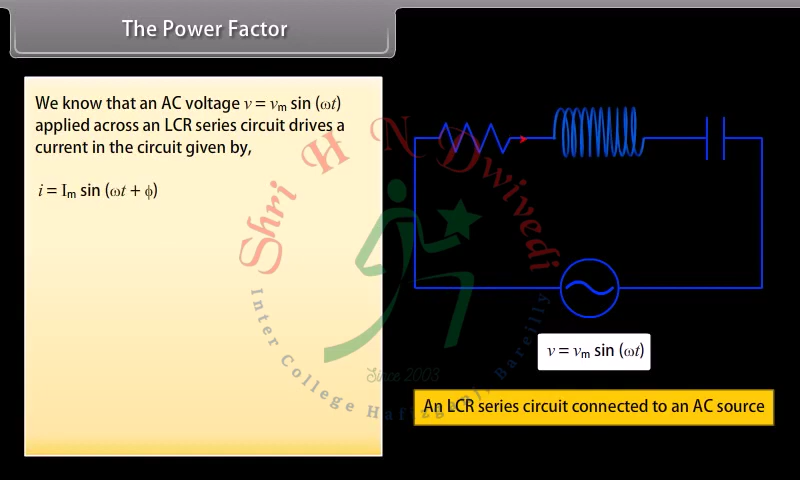 The Power Factor
We know that an AC voltage v = vₘ sin (ωt)
applied across an LCR series circuit drives a
current in the circuit given by,
i = Iₘ sin (ωt + ϕ)
v = vₘ sin (ωt)
An LCR series circuit connected to an AC source
Shri H N Dwivedi
Inter College Hafizganj, Bareilly
Since 2003